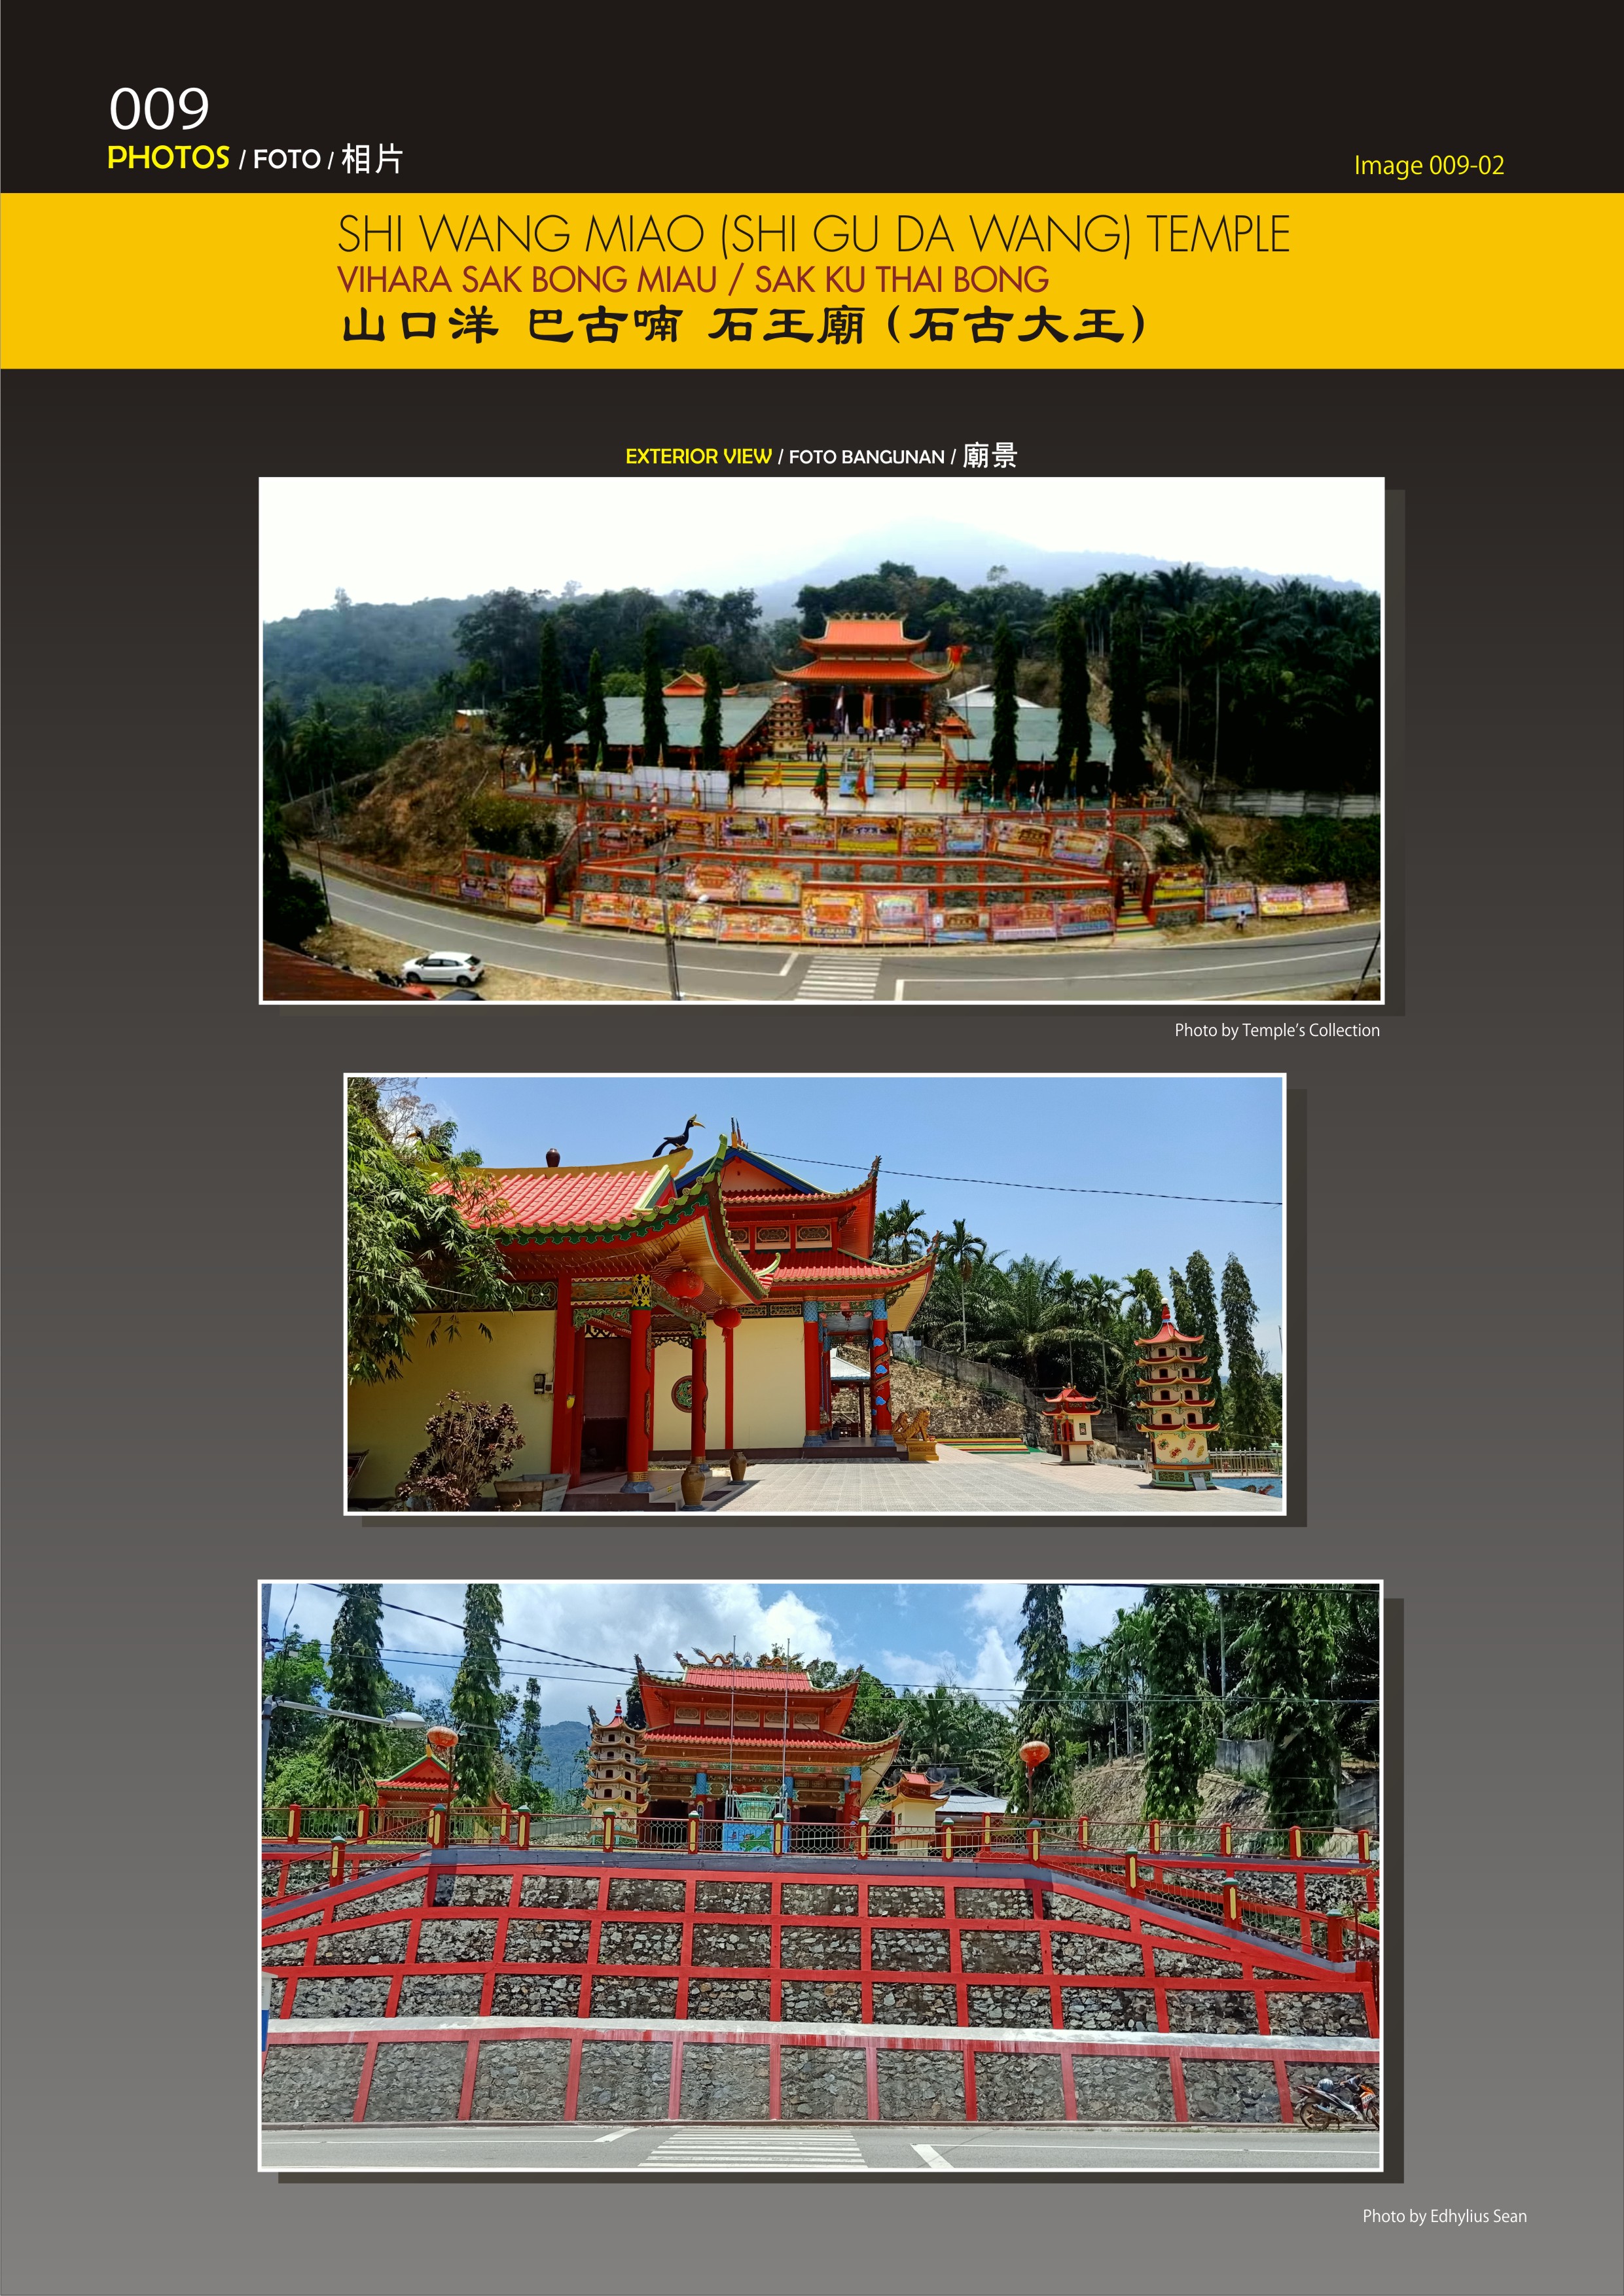 009
PHOTOS / FOTO / 相片
Image 009-02
SHI WANG MIAO (SHI GU DA WANG) TEMPLE
VIHARA SAK BONG MIAU / SAK KU THAI BONG
山口洋 巴古喃 石王廟 (石古大王)
EXTERIOR VIEW / FOTO BANGUNAN / 廟景
Photo by Temple's Collection
Photo by Edhylius Sean